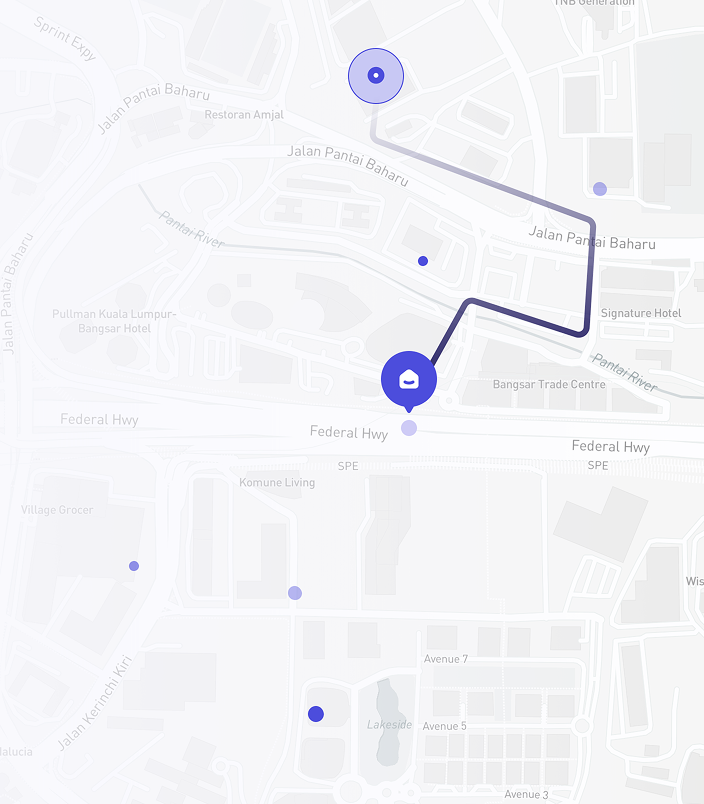 TNB Generation
Sprint Expy
Jalan Pantai Baharu
Restoran Amjal
Jalan Pantai Baharu
Pantai River
Jalan Pantai Baharu
Jalan Pantai Baharu
Pullman Kuala Lumpur-
Bangsar Hotel
Signature Hotel
Pantai River
Bangsar Trade Centre
Federal Hwy
Federal Hwy
Federal Hwy
SPE
SPE
Komune Living
Village Grocer
Avenue 7
Jalan Kerinchi Kiri
Lakeside
Avenue 5
Avenue 3